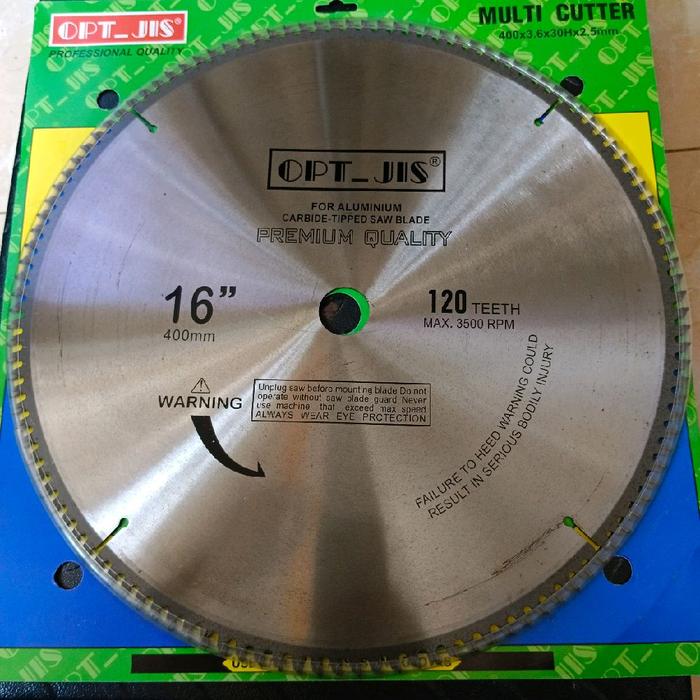 OPT_JIS®
PROFESSIONAL QUALITY
MULTI CUTTER
400x3.6x30Hx2.5mm
OPT_JIS®
FOR ALUMINIUM
CARBIDE-TIPPED SAW BLADE
PREMIUM QUALITY
16”
400mm
120 TEETH
MAX. 3500 RPM
WARNING
Unplug saw before mounting blade Do not
operate without saw blade guard Never
use machine that exceed max speed
ALWAYS WEAR EYE PROTECTION
FAILURE TO HEED WARNING COULD
RESULT IN SERIOUS BODILY INJURY
OPT_JIS